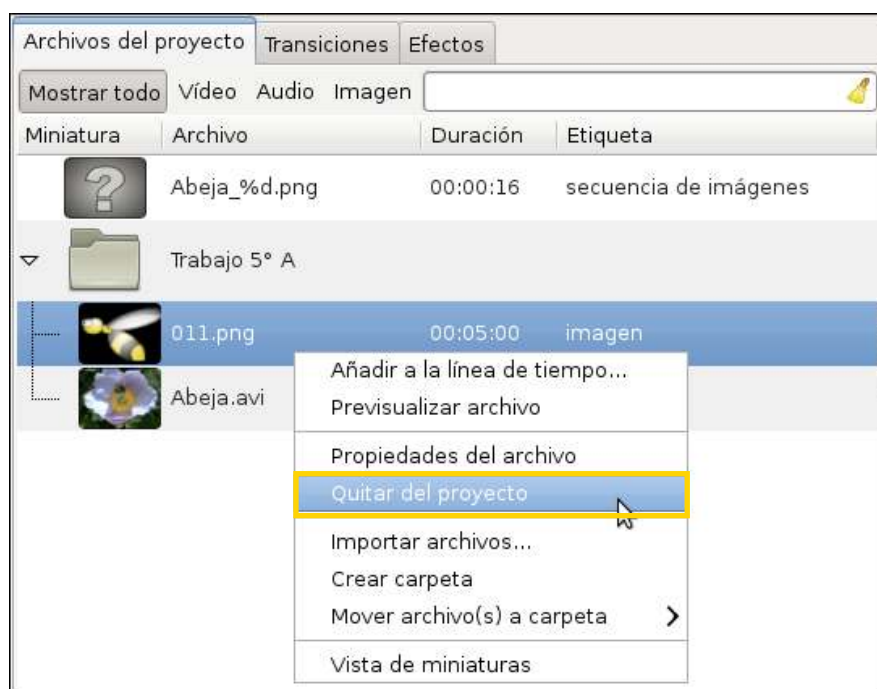 Archivos del proyecto Transiciones Efectos
Mostrar todo Vídeo Audio Imagen
Miniatura Archivo Duración Etiqueta
Abeja_%d.png 00:00:16 secuencia de imágenes
Trabajo 5° A
011.png 00:05:00 imagen
Abeja.avi
Añadir a la línea de tiempo...
Previsualizar archivo
Propiedades del archivo
Quitar del proyecto
Importar archivos...
Crear carpeta
Mover archivo(s) a carpeta
Vista de miniaturas